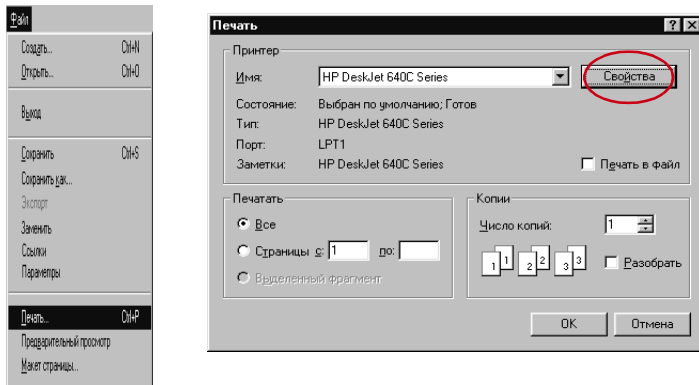 Файл
Создать... Ctrl+N
Открыть... Ctrl+O
Выход
Сохранить Ctrl+S
Сохранить как...
Экспорт
Заменить
Ссылки
Параметры
Печать... Ctrl+P
Предварительный просмотр
Макет страницы...
Печать
Принтер
Имя: HP DeskJet 640C Series Свойства
Состояние: Выбран по умолчанию; Готов
Тип: HP DeskJet 640C Series
Порт: LPT1
Заметки: HP DeskJet 640C Series Печать в файл
Печатать
Все
Страницы с: 1 по:
Выделенный фрагмент
Копии
Число копий: 1
1 1 2 2 3 3 Разобрать
OK Отмена